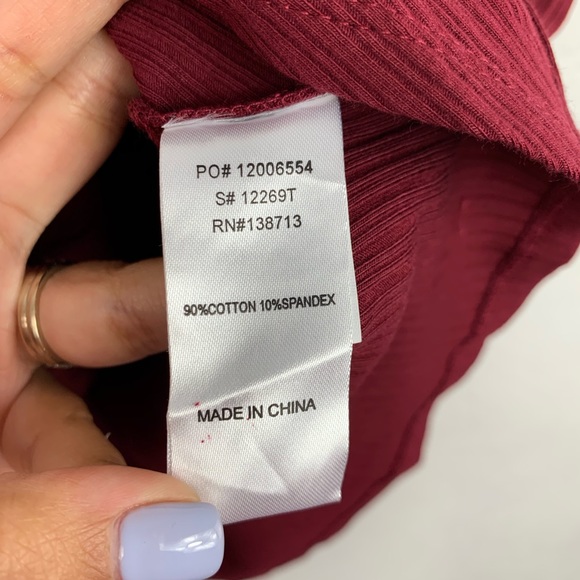 PO# 12006554
S# 12269T
RN#138713
90%COTTON 10%SPANDEX
MADE IN CHINA